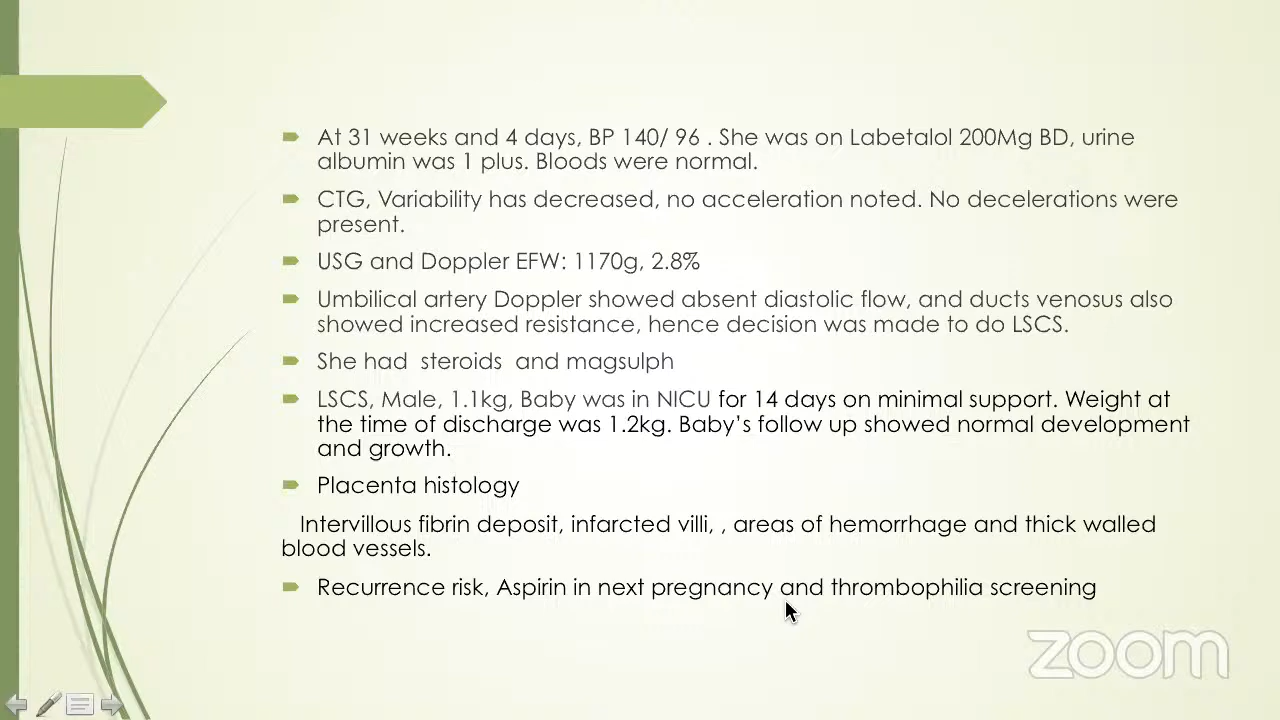 At 31 weeks and 4 days, BP 140/ 96 . She was on Labetalol 200Mg BD, urine
albumin was 1 plus. Bloods were normal.
CTG, Variability has decreased, no acceleration noted. No decelerations were
present.
USG and Doppler EFW: 1170g, 2.8%
Umbilical artery Doppler showed absent diastolic flow, and ducts venosus also
showed increased resistance, hence decision was made to do LSCS.
She had steroids and magsulph
LSCS, Male, 1.1kg, Baby was in NICU for 14 days on minimal support. Weight at
the time of discharge was 1.2kg. Baby’s follow up showed normal development
and growth.
Placenta histology
Intervillous fibrin deposit, infarcted villi, , areas of hemorrhage and thick walled
blood vessels.
Recurrence risk, Aspirin in next pregnancy and thrombophilia screening
zoom